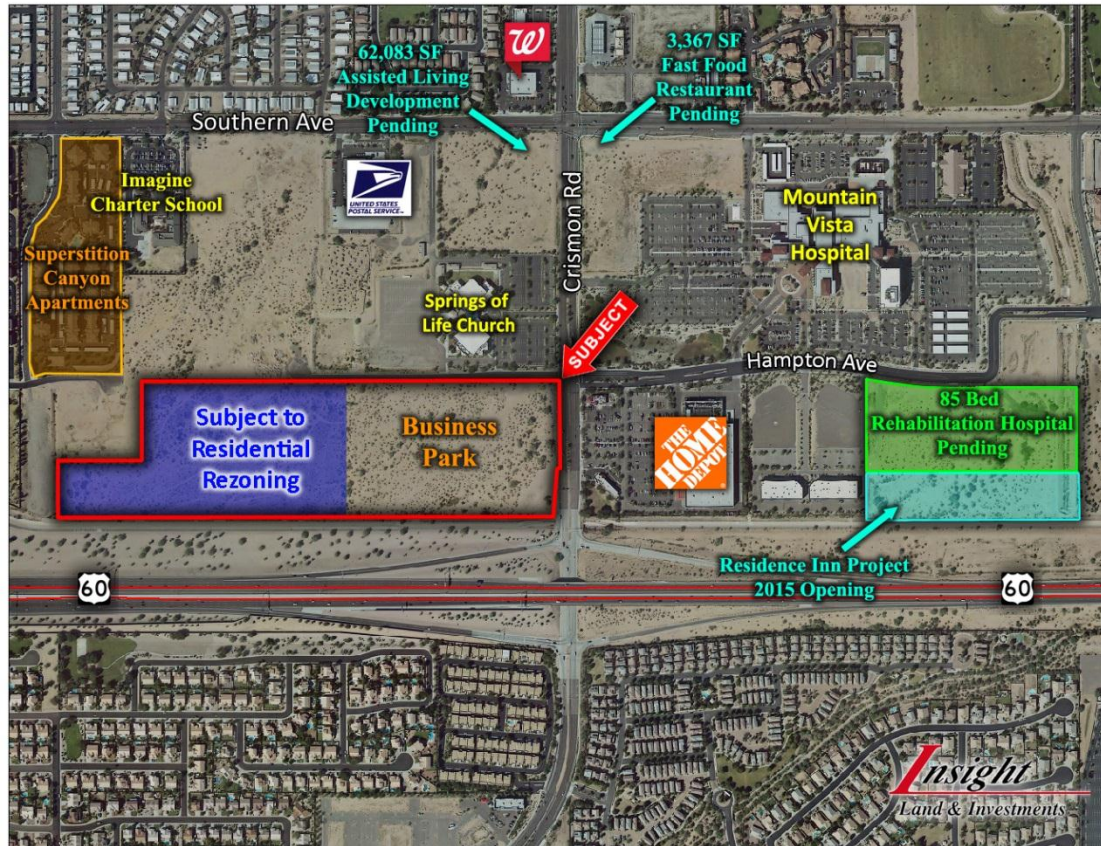 W
62,083 SF
Assisted Living
Development
Pending
3,367 SF
Fast Food
Restaurant
Pending
Southern Ave
Imagine
Charter School
UNITED STATES
POSTAL SERVICE
Crismon Rd
Mountain
Vista
Hospital
Superstition
Canyon
Apartments
Springs of
Life Church
SUBJECT
Hampton Ave
Subject to
Residential
Rezoning
Business
Park
THE
HOME
DEPOT
85 Bed
Rehabilitation Hospital
Pending
Residence Inn Project
2015 Opening
60
60
Insight
Land & Investments